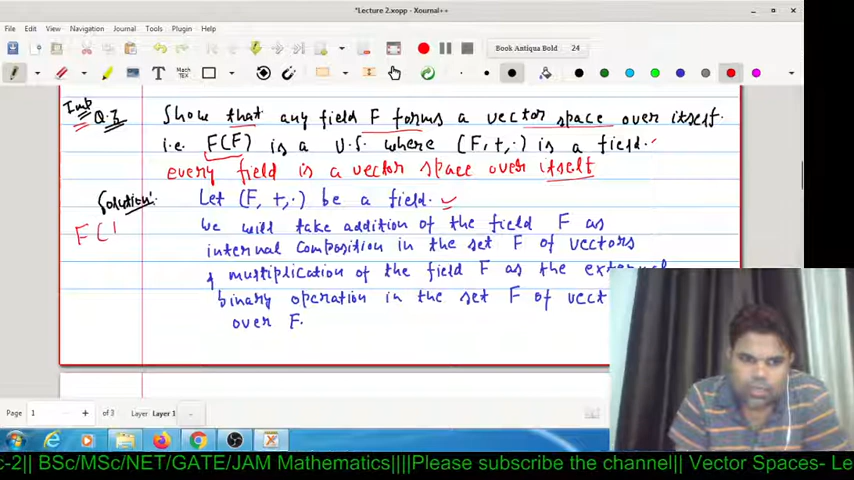 *Lecture 2.xopp - Xournal++
File Edit View Navigation Journal Tools Plugin Help
Book Antiqua Bold 24
Imb
Q.3 Show that any field F forms a vector space over itself.
i.e. F(F) is a V.S. where (F, +, ·) is a field.
every field is a vector space over itself
Solution: Let (F, +, ·) be a field.
F(
We will take addition of the field F as
internal composition in the set F of vectors
& multiplication of the field F as the
binary operation in the set F of
over F.
Page 1 of 3 Layer Layer 1
c-2|| BSc/MSc/NET/GATE/JAM Mathematics||||Please subscribe the channel|| Vector Spaces- Le